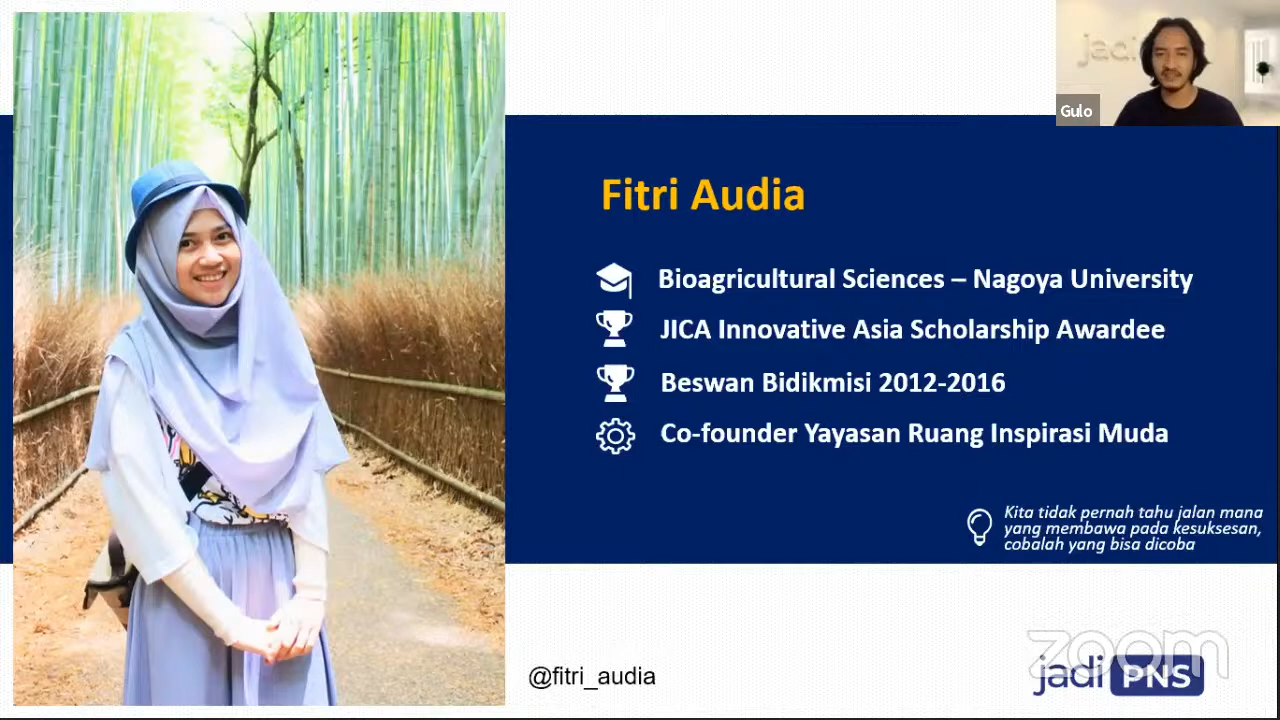 jadi
Gulo
Fitri Audia
Bioagricultural Sciences – Nagoya University
JICA Innovative Asia Scholarship Awardee
Beswan Bidikmisi 2012-2016
Co-founder Yayasan Ruang Inspirasi Muda
Kita tidak pernah tahu jalan mana
yang membawa pada kesuksesan,
cobalah yang bisa dicoba
@fitri_audia
zoom
jadi PNS